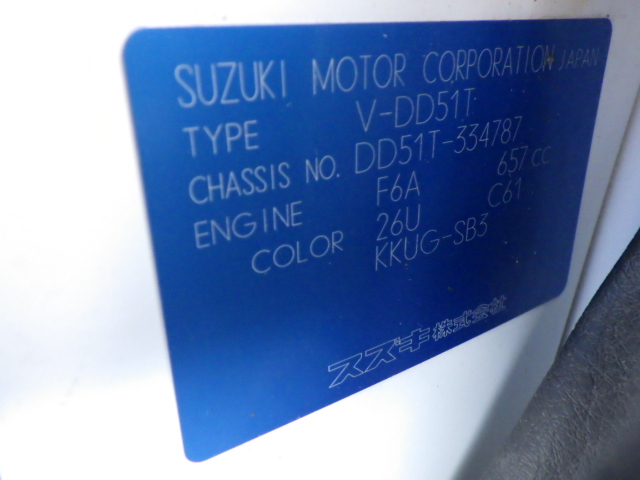 SUZUKI MOTOR CORPORATION JAPAN
TYPE V-DD51T
CHASSIS NO. DD51T-334787
ENGINE F6A 657 CC
COLOR 26U C61
KKUG-SB3
スズキ株式会社